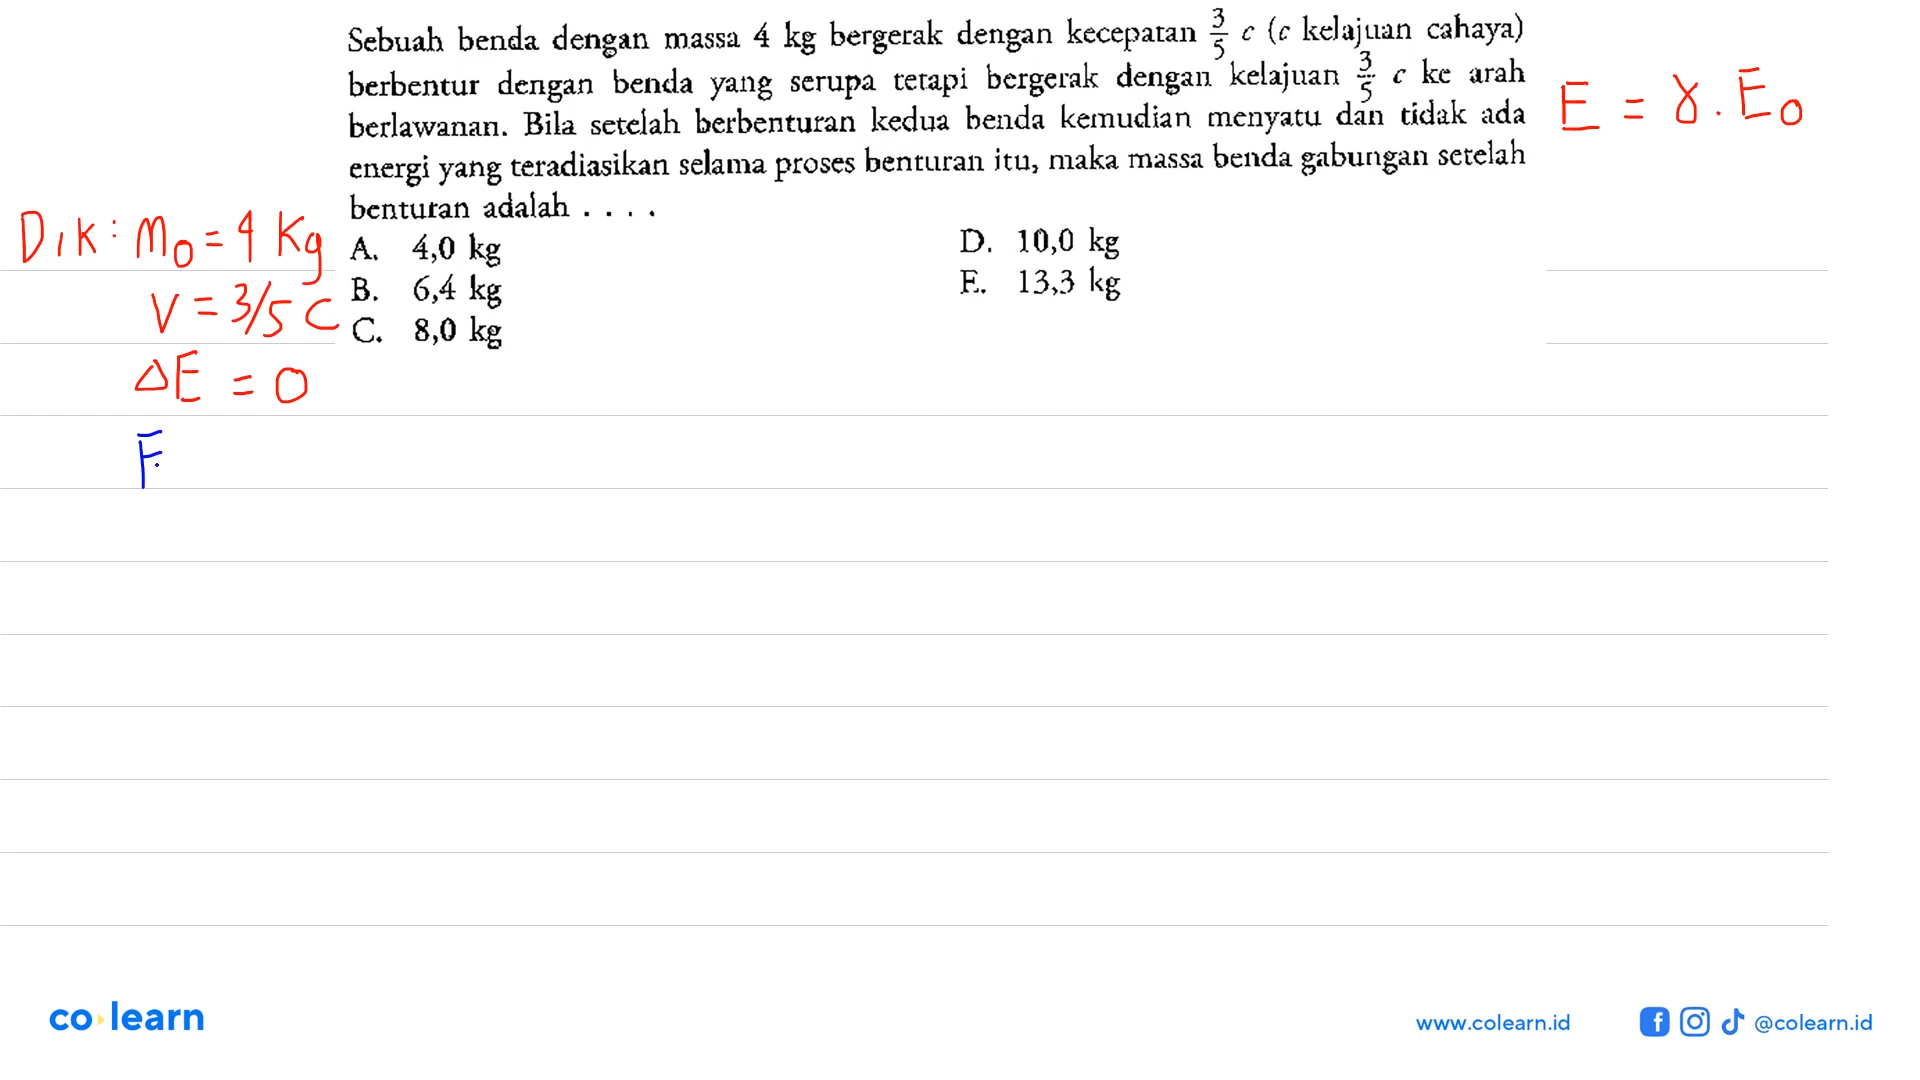 Sebuah benda dengan massa 4 kg bergerak dengan kecepatan 3/5 c (c kelajuan cahaya)
berbentur dengan benda yang serupa tetapi bergerak dengan kelajuan 3/5 c ke arah
berlawanan. Bila setelah berbenturan kedua benda kemudian menyatu dan tidak ada
energi yang teradiasikan selama proses benturan itu, maka massa benda gabungan setelah
benturan adalah . . . .
A. 4,0 kg
B. 6,4 kg
C. 8,0 kg
D. 10,0 kg
E. 13,3 kg
E = γ . E₀
Dik: m₀ = 4 Kg
v = 3/5 c
ΔE = 0
F
co learn
www.colearn.id
@colearn.id